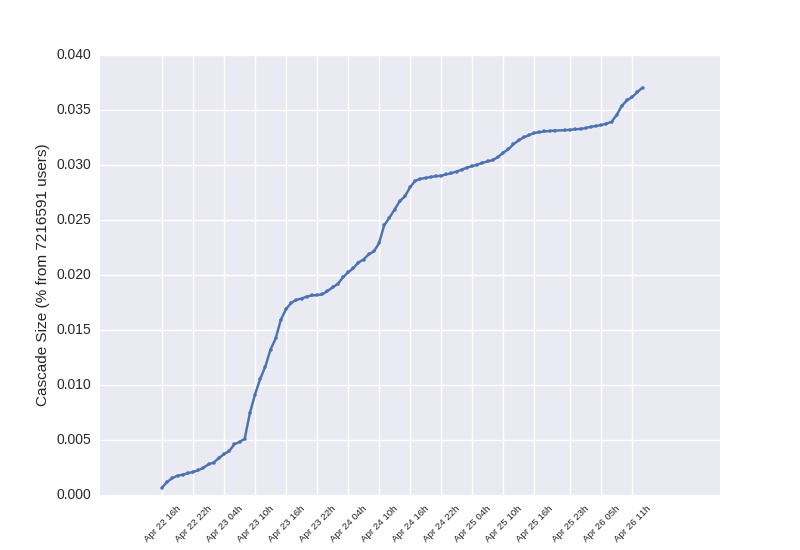 0.040
0.035
0.030
0.025
0.020
0.015
0.010
0.005
0.000
Cascade Size (% from 7216591 users)
Apr 22 16h
Apr 22 22h
Apr 23 04h
Apr 23 10h
Apr 23 16h
Apr 23 22h
Apr 24 04h
Apr 24 10h
Apr 24 16h
Apr 24 22h
Apr 25 04h
Apr 25 10h
Apr 25 16h
Apr 25 23h
Apr 26 05h
Apr 26 11h